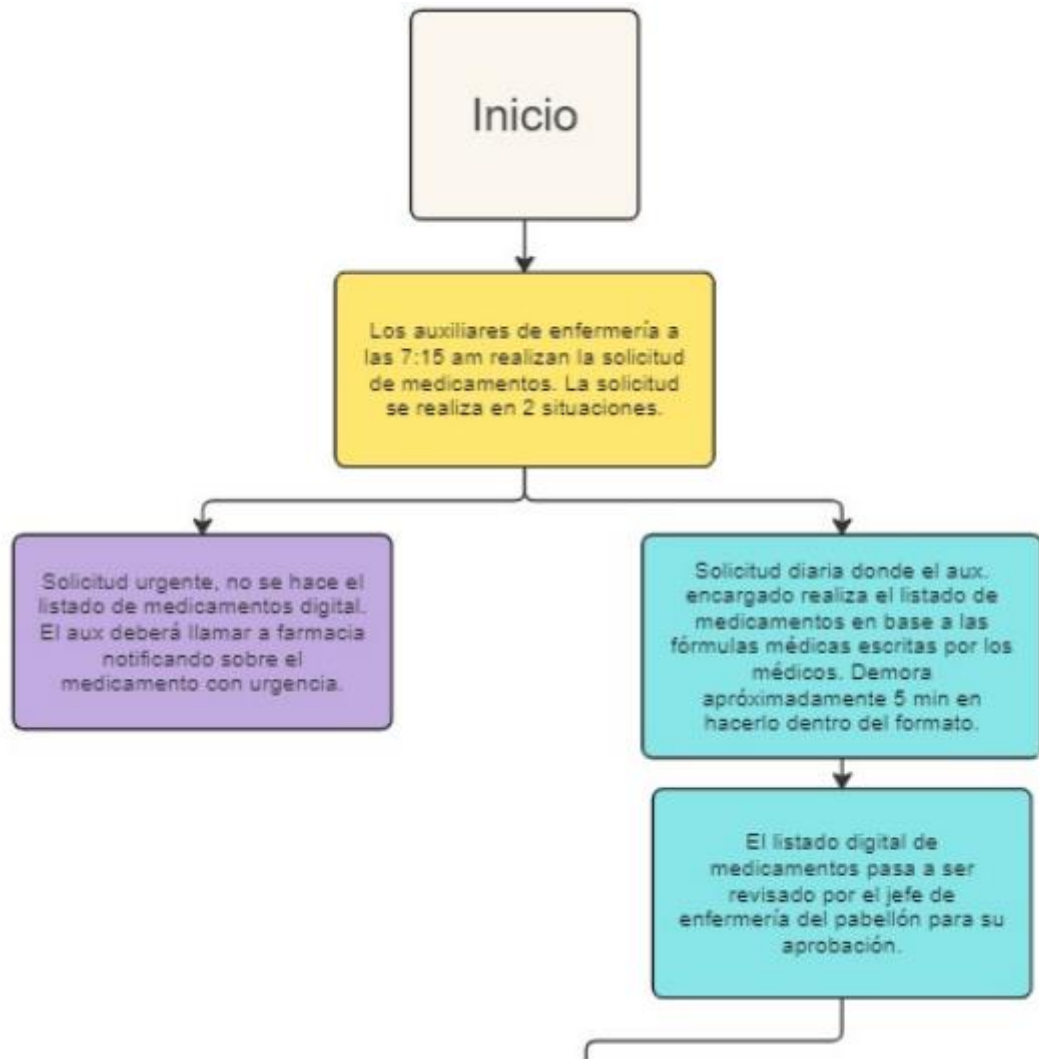 Inicio
Los auxiliares de enfermería a
las 7:15 am realizan la solicitud
de medicamentos. La solicitud
se realiza en 2 situaciones.
Solicitud urgente, no se hace el
listado de medicamentos digital.
El aux deberá llamar a farmacia
notificando sobre el
medicamento con urgencia.
Solicitud diaria donde el aux.
encargado realiza el listado de
medicamentos en base a las
fórmulas médicas escritas por los
médicos. Demora
apróximadamente 5 min en
hacerlo dentro del formato.
El listado digital de
medicamentos pasa a ser
revisado por el jefe de
enfermería del pabellón para su
aprobación.